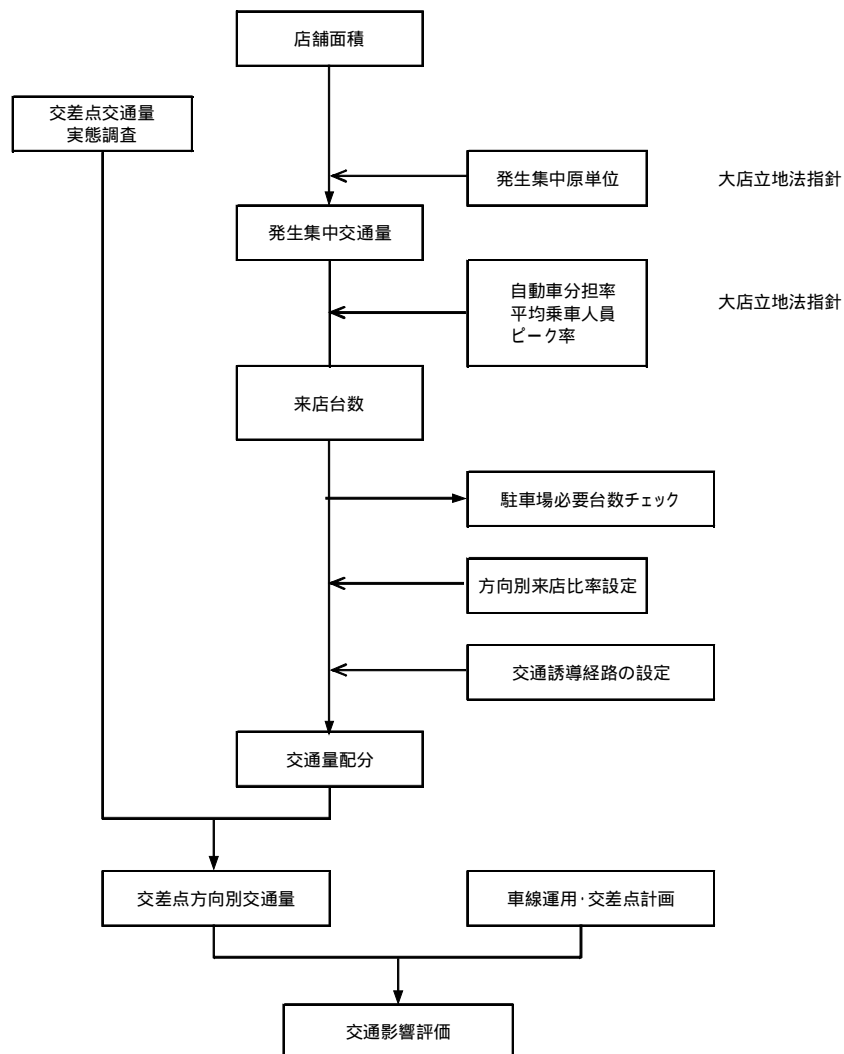 店舗面積
交差点交通量
実態調査
発生集中原単位
大店立地法指針
発生集中交通量
自動車分担率
平均乗車人員
ピーク率
大店立地法指針
来店台数
駐車場必要台数チェック
方向別来店比率設定
交通誘導経路の設定
交通量配分
交差点方向別交通量
車線運用・交差点計画
交通影響評価